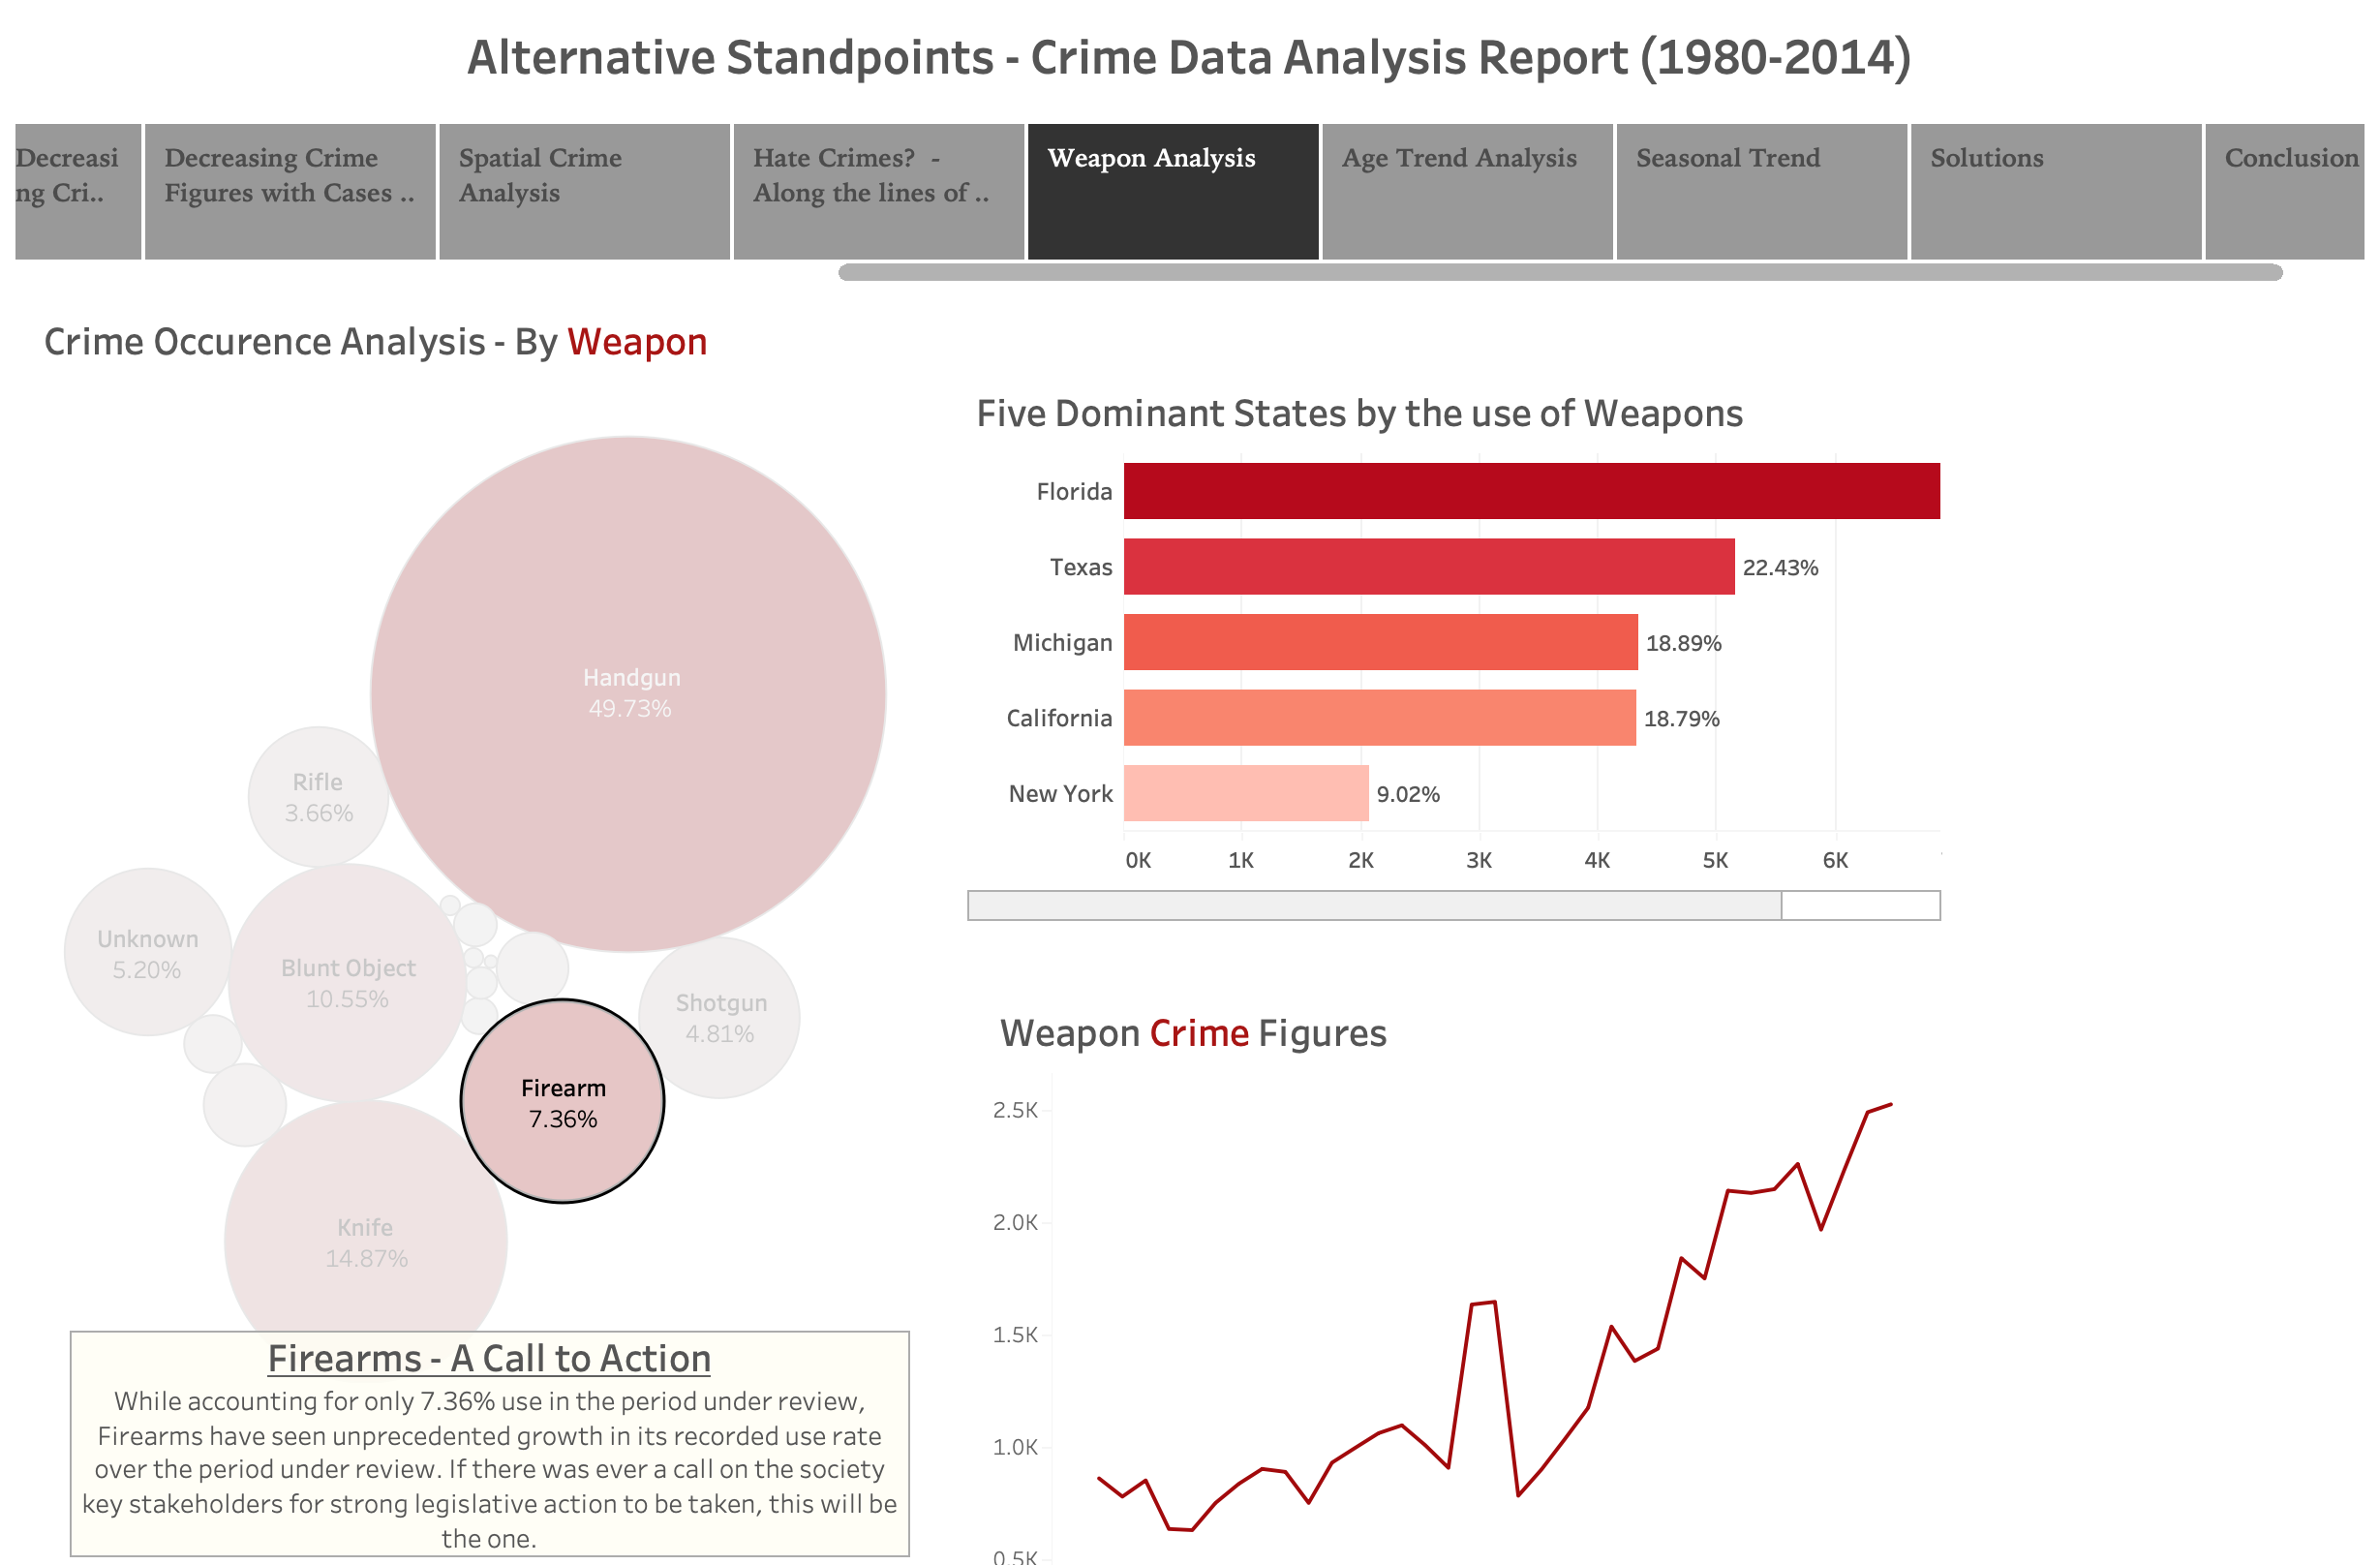 Alternative Standpoints - Crime Data Analysis Report (1980-2014)
Decreasi
ng Cri..
Decreasing Crime
Figures with Cases ..
Spatial Crime
Analysis
Hate Crimes?  -
Along the lines of ..
Weapon Analysis
Age Trend Analysis
Seasonal Trend
Solutions
Conclusion
Crime Occurence Analysis - By Weapon
Handgun
49.73%
Rifle
3.66%
Unknown
5.20%
Blunt Object
10.55%
Shotgun
4.81%
Firearm
7.36%
Knife
14.87%
Firearms - A Call to Action
While accounting for only 7.36% use in the period under review,
Firearms have seen unprecedented growth in its recorded use rate
over the period under review. If there was ever a call on the society
key stakeholders for strong legislative action to be taken, this will be
the one.
Five Dominant States by the use of Weapons
Florida
Texas
22.43%
Michigan
18.89%
California
18.79%
New York
9.02%
0K
1K
2K
3K
4K
5K
6K
Weapon Crime Figures
2.5K
2.0K
1.5K
1.0K
0.5K